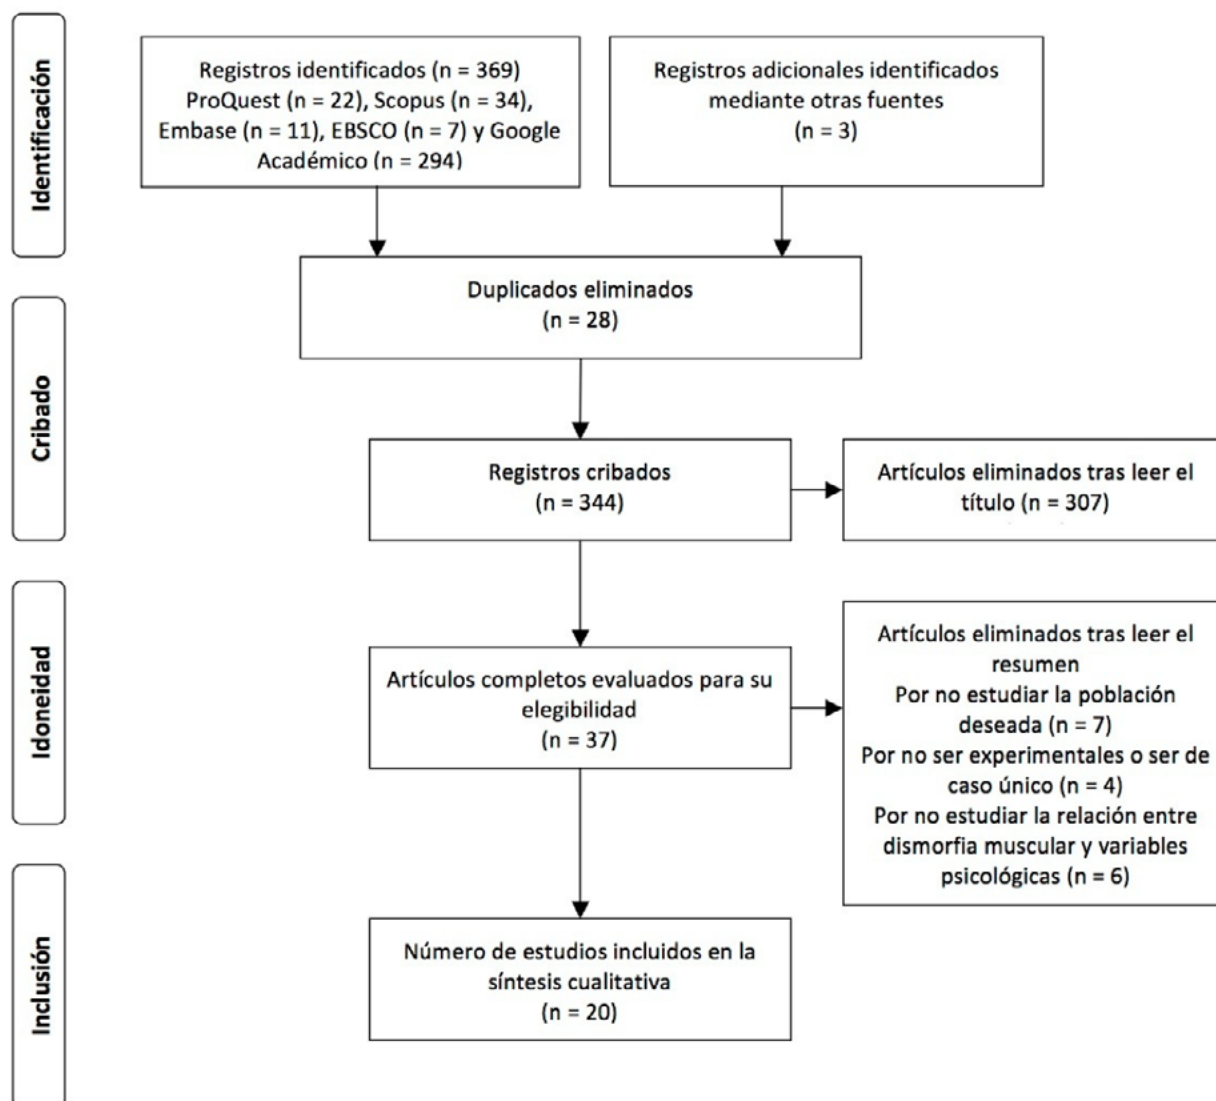 Identificación
Registros identificados (n = 369)
ProQuest (n = 22), Scopus (n = 34),
Embase (n = 11), EBSCO (n = 7) y Google
Académico (n = 294)
Registros adicionales identificados
mediante otras fuentes
(n = 3)
Duplicados eliminados
(n = 28)
Cribado
Registros cribados
(n = 344)
Artículos eliminados tras leer el
título (n = 307)
Idoneidad
Artículos completos evaluados para su
elegibilidad
(n = 37)
Artículos eliminados tras leer el
resumen
Por no estudiar la población
deseada (n = 7)
Por no ser experimentales o ser de
caso único (n = 4)
Por no estudiar la relación entre
dismorfia muscular y variables
psicológicas (n = 6)
Inclusión
Número de estudios incluidos en la
síntesis cualitativa
(n = 20)